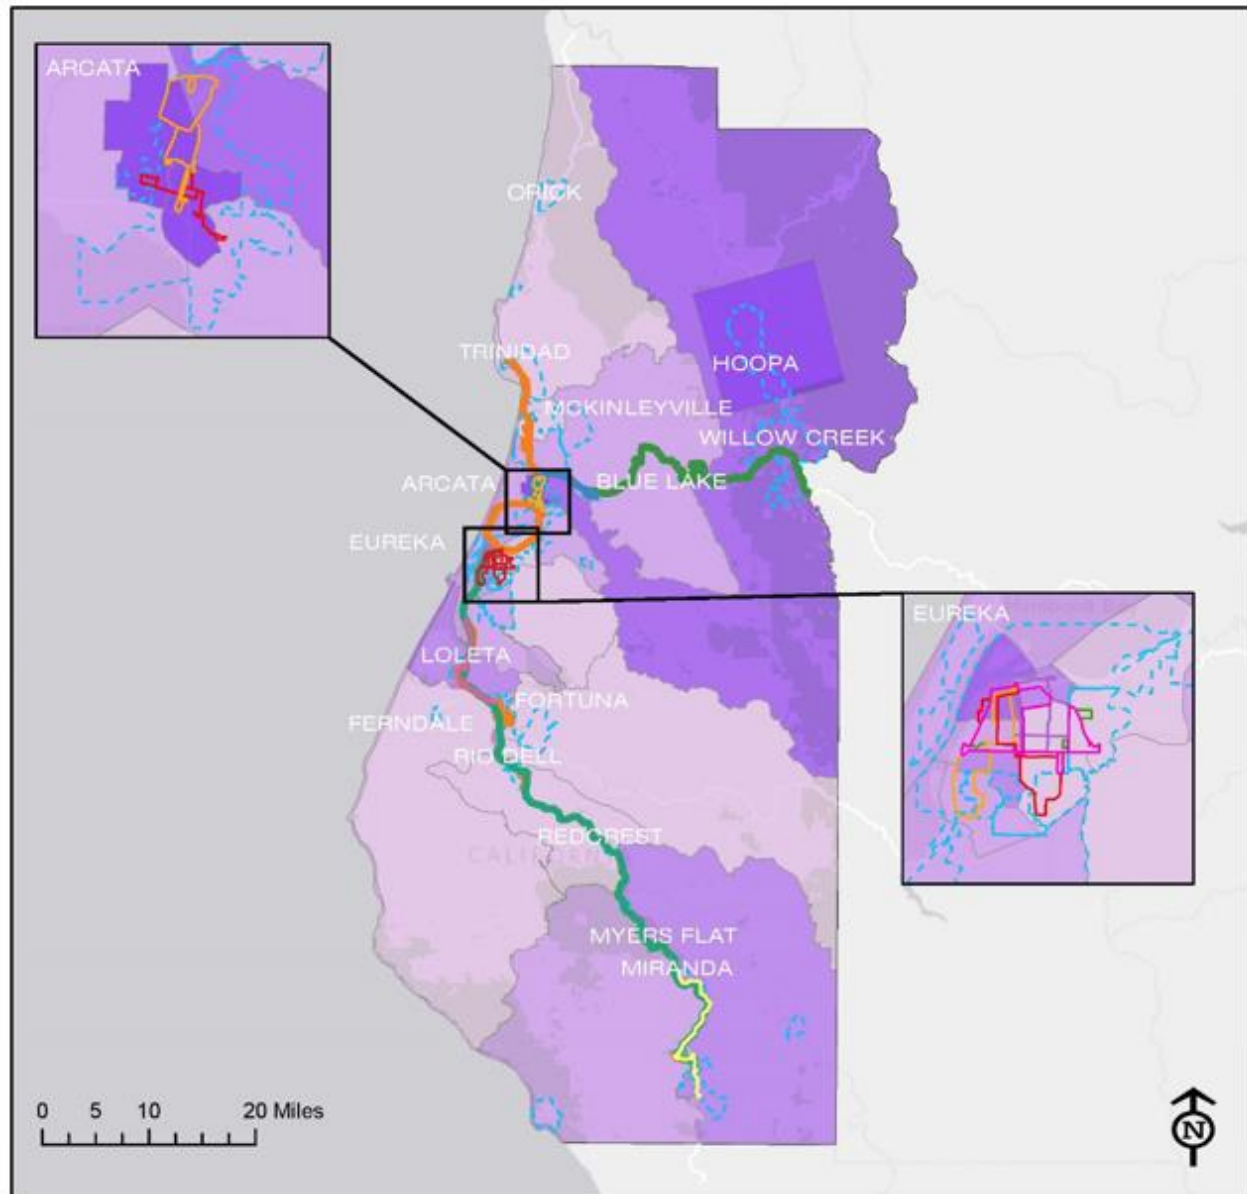 ARCATA
ORICK
TRINIDAD
HOOPA
MCKINLEYVILLE
WILLOW CREEK
ARCATA
BLUE LAKE
EUREKA
EUREKA
LOLETA
FORTUNA
FERNDALE
RIO DELL
REDCREST
CALIFORN
MYERS FLAT
MIRANDA
0 5 10 20 Miles
N